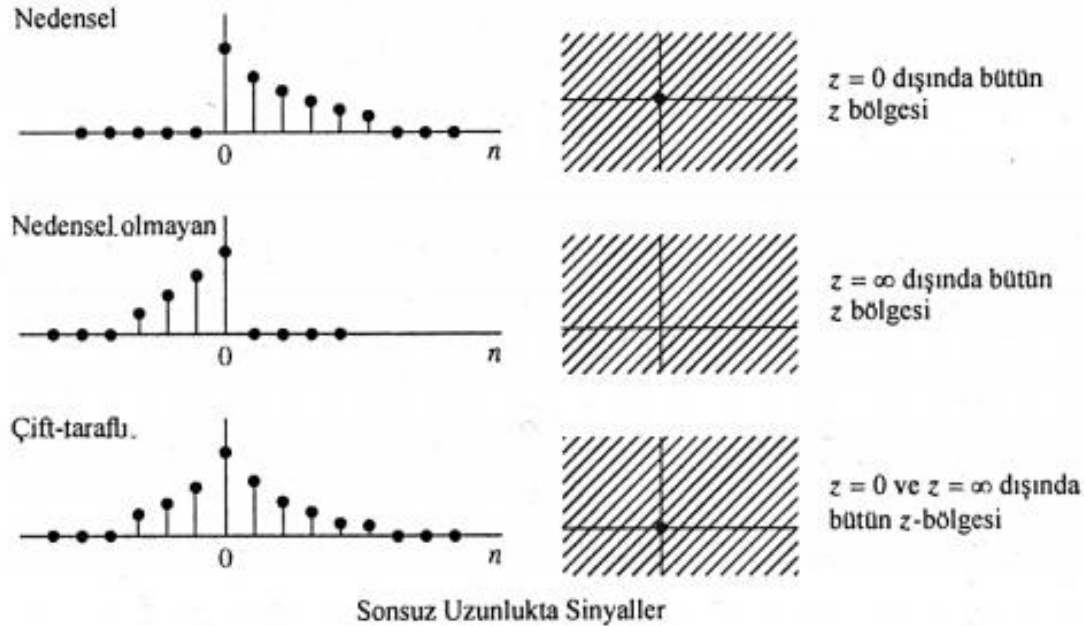 Nedensel
z = 0 dışında bütün
z bölgesi
0
n
Nedensel olmayan
z = ∞ dışında bütün
z bölgesi
0
n
Çift-taraflı.
z = 0 ve z = ∞ dışında
bütün z-bölgesi
0
n
Sonsuz Uzunlukta Sinyaller